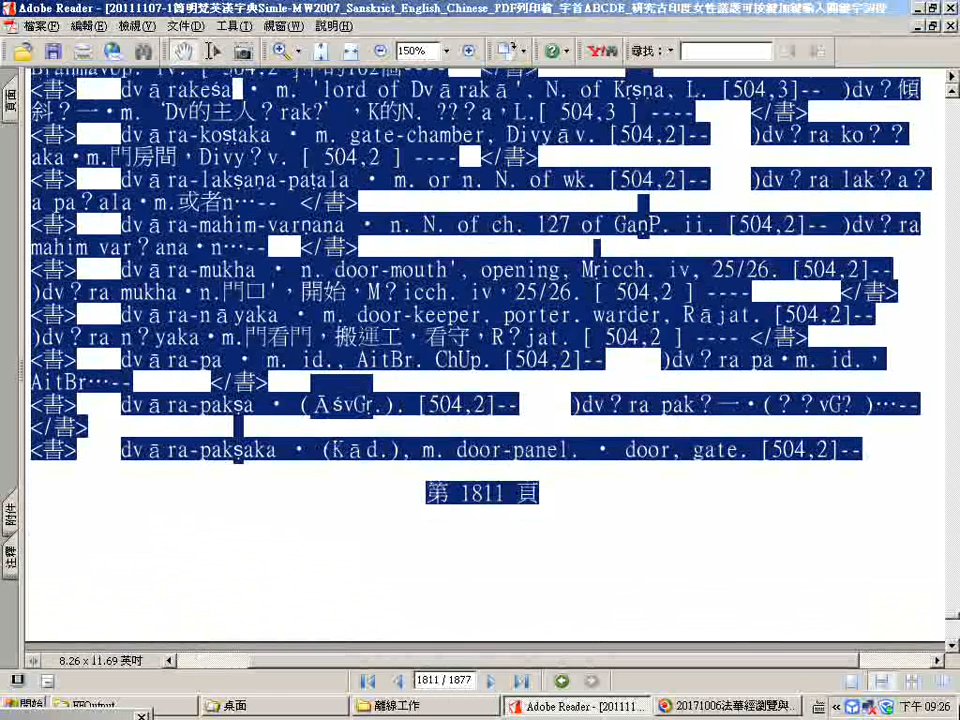 Adobe Reader - [20111107-1簡明梵英漢字典Simle-MW2007_Sanskrict_English_Chinese_PDF列印檔_字首ABCDE_研究古印度女性議題可按鍵輸入關鍵字
檔案(F) 編輯(E) 檢視(V) 文件(D) 工具(T) 視窗(W) 說明(H)
150% 尋找：
頁面
BrahmavUp. iv. [ 504,2
<書> dvārakeśa • m. 'lord of Dvārakā', N. of Kṛṣṇa, L. [504,3]-- )dv？傾
斜？一•m. 'Dv的主人？rak?', K的N. ???a, L.[ 504,3 ] ---- </書>
<書> dvāra-koṣṭaka • m. gate-chamber, Divyāv. [504,2]-- )dv？ra ko？？
aka•m.門房間, Divy？v. [ 504,2 ] ---- </書>
<書> dvāra-lakṣaṇa-paṭala • m. or n. N. of wk. [504,2]-- )dv？ra lak？a？
a pa？ala•m.或者n…-- </書>
<書> dvāra-mahim-varṇana • n. N. of ch. 127 of GaṇP. ii. [504,2]-- )dv？ra
mahim var？ana•n…-- </書>
<書> dvāra-mukha • n. door-mouth', opening, Mṛicch. iv, 25/26. [504,2]--
)dv？ra mukha•n.門口', 開始, M？icch. iv, 25/26. [ 504,2 ] ---- </書>
<書> dvāra-nāyaka • m. door-keeper, porter. warder, Rājat. [504,2]--
)dv？ra n？yaka•m.門看門, 搬運工, 看守, R？jat. [ 504,2 ] ---- </書>
<書> dvāra-pa • m. id., AitBr. ChUp. [504,2]-- )dv？ra pa•m. id.,
AitBr…-- </書>
<書> dvāra-pakṣa • (ĀśvGṛ.). [504,2]-- )dv？ra pak？一•(？？vG？)…--
</書>
<書> dvāra-pakṣaka • (Kād.), m. door-panel. • door, gate. [504,2]--
第 1811 頁
附件
注釋
8.26 x 11.69 英吋
1811 / 1877
開始 FFOutput 桌面 離線工作 Adobe Reader - [201111... 20171006法華經瀏覽與... 下午 09:26